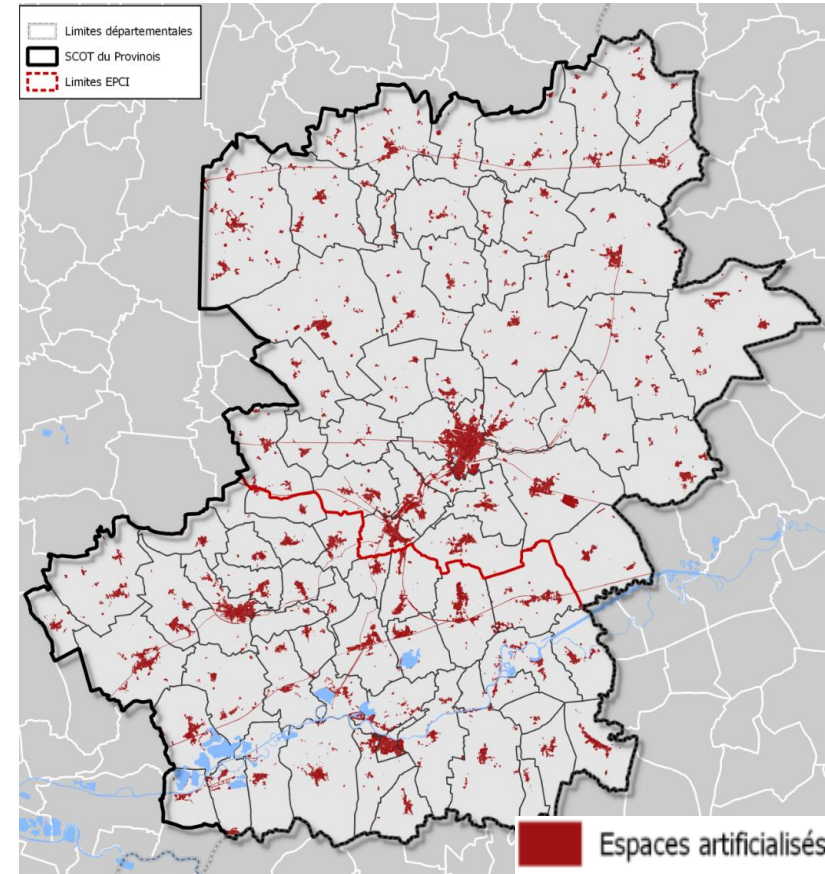 Limites départementales
SCOT du Provinois
Limites EPCI
Espaces artificialisés